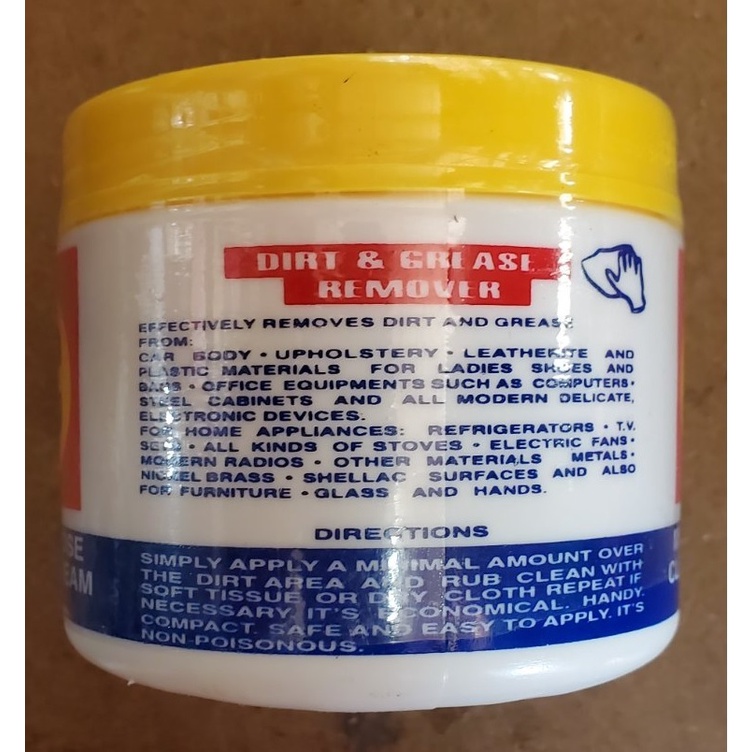 DIRT & GREASE
REMOVER
EFFECTIVELY REMOVES DIRT AND GREASE
FROM:
CAR BODY • UPHOLSTERY • LEATHERITE AND
PLASTIC MATERIALS FOR LADIES SHOES AND
BAGS • OFFICE EQUIPMENTS SUCH AS COMPUTERS •
STEEL CABINETS AND ALL MODERN DELICATE,
ELECTRONIC DEVICES.
FOR HOME APPLIANCES: REFRIGERATORS • T.V.
SETS • ALL KINDS OF STOVES • ELECTRIC FANS •
MODERN RADIOS • OTHER MATERIALS METALS •
NICKEL BRASS • SHELLAC SURFACES AND ALSO
FOR FURNITURE • GLASS AND HANDS.
DIRECTIONS
SIMPLY APPLY A MINIMAL AMOUNT OVER
THE DIRT AREA AND RUB CLEAN WITH
SOFT TISSUE OR DRY CLOTH REPEAT IF
NECESSARY. IT'S ECONOMICAL. HANDY.
COMPACT. SAFE AND EASY TO APPLY. IT'S
NON-POISONOUS.